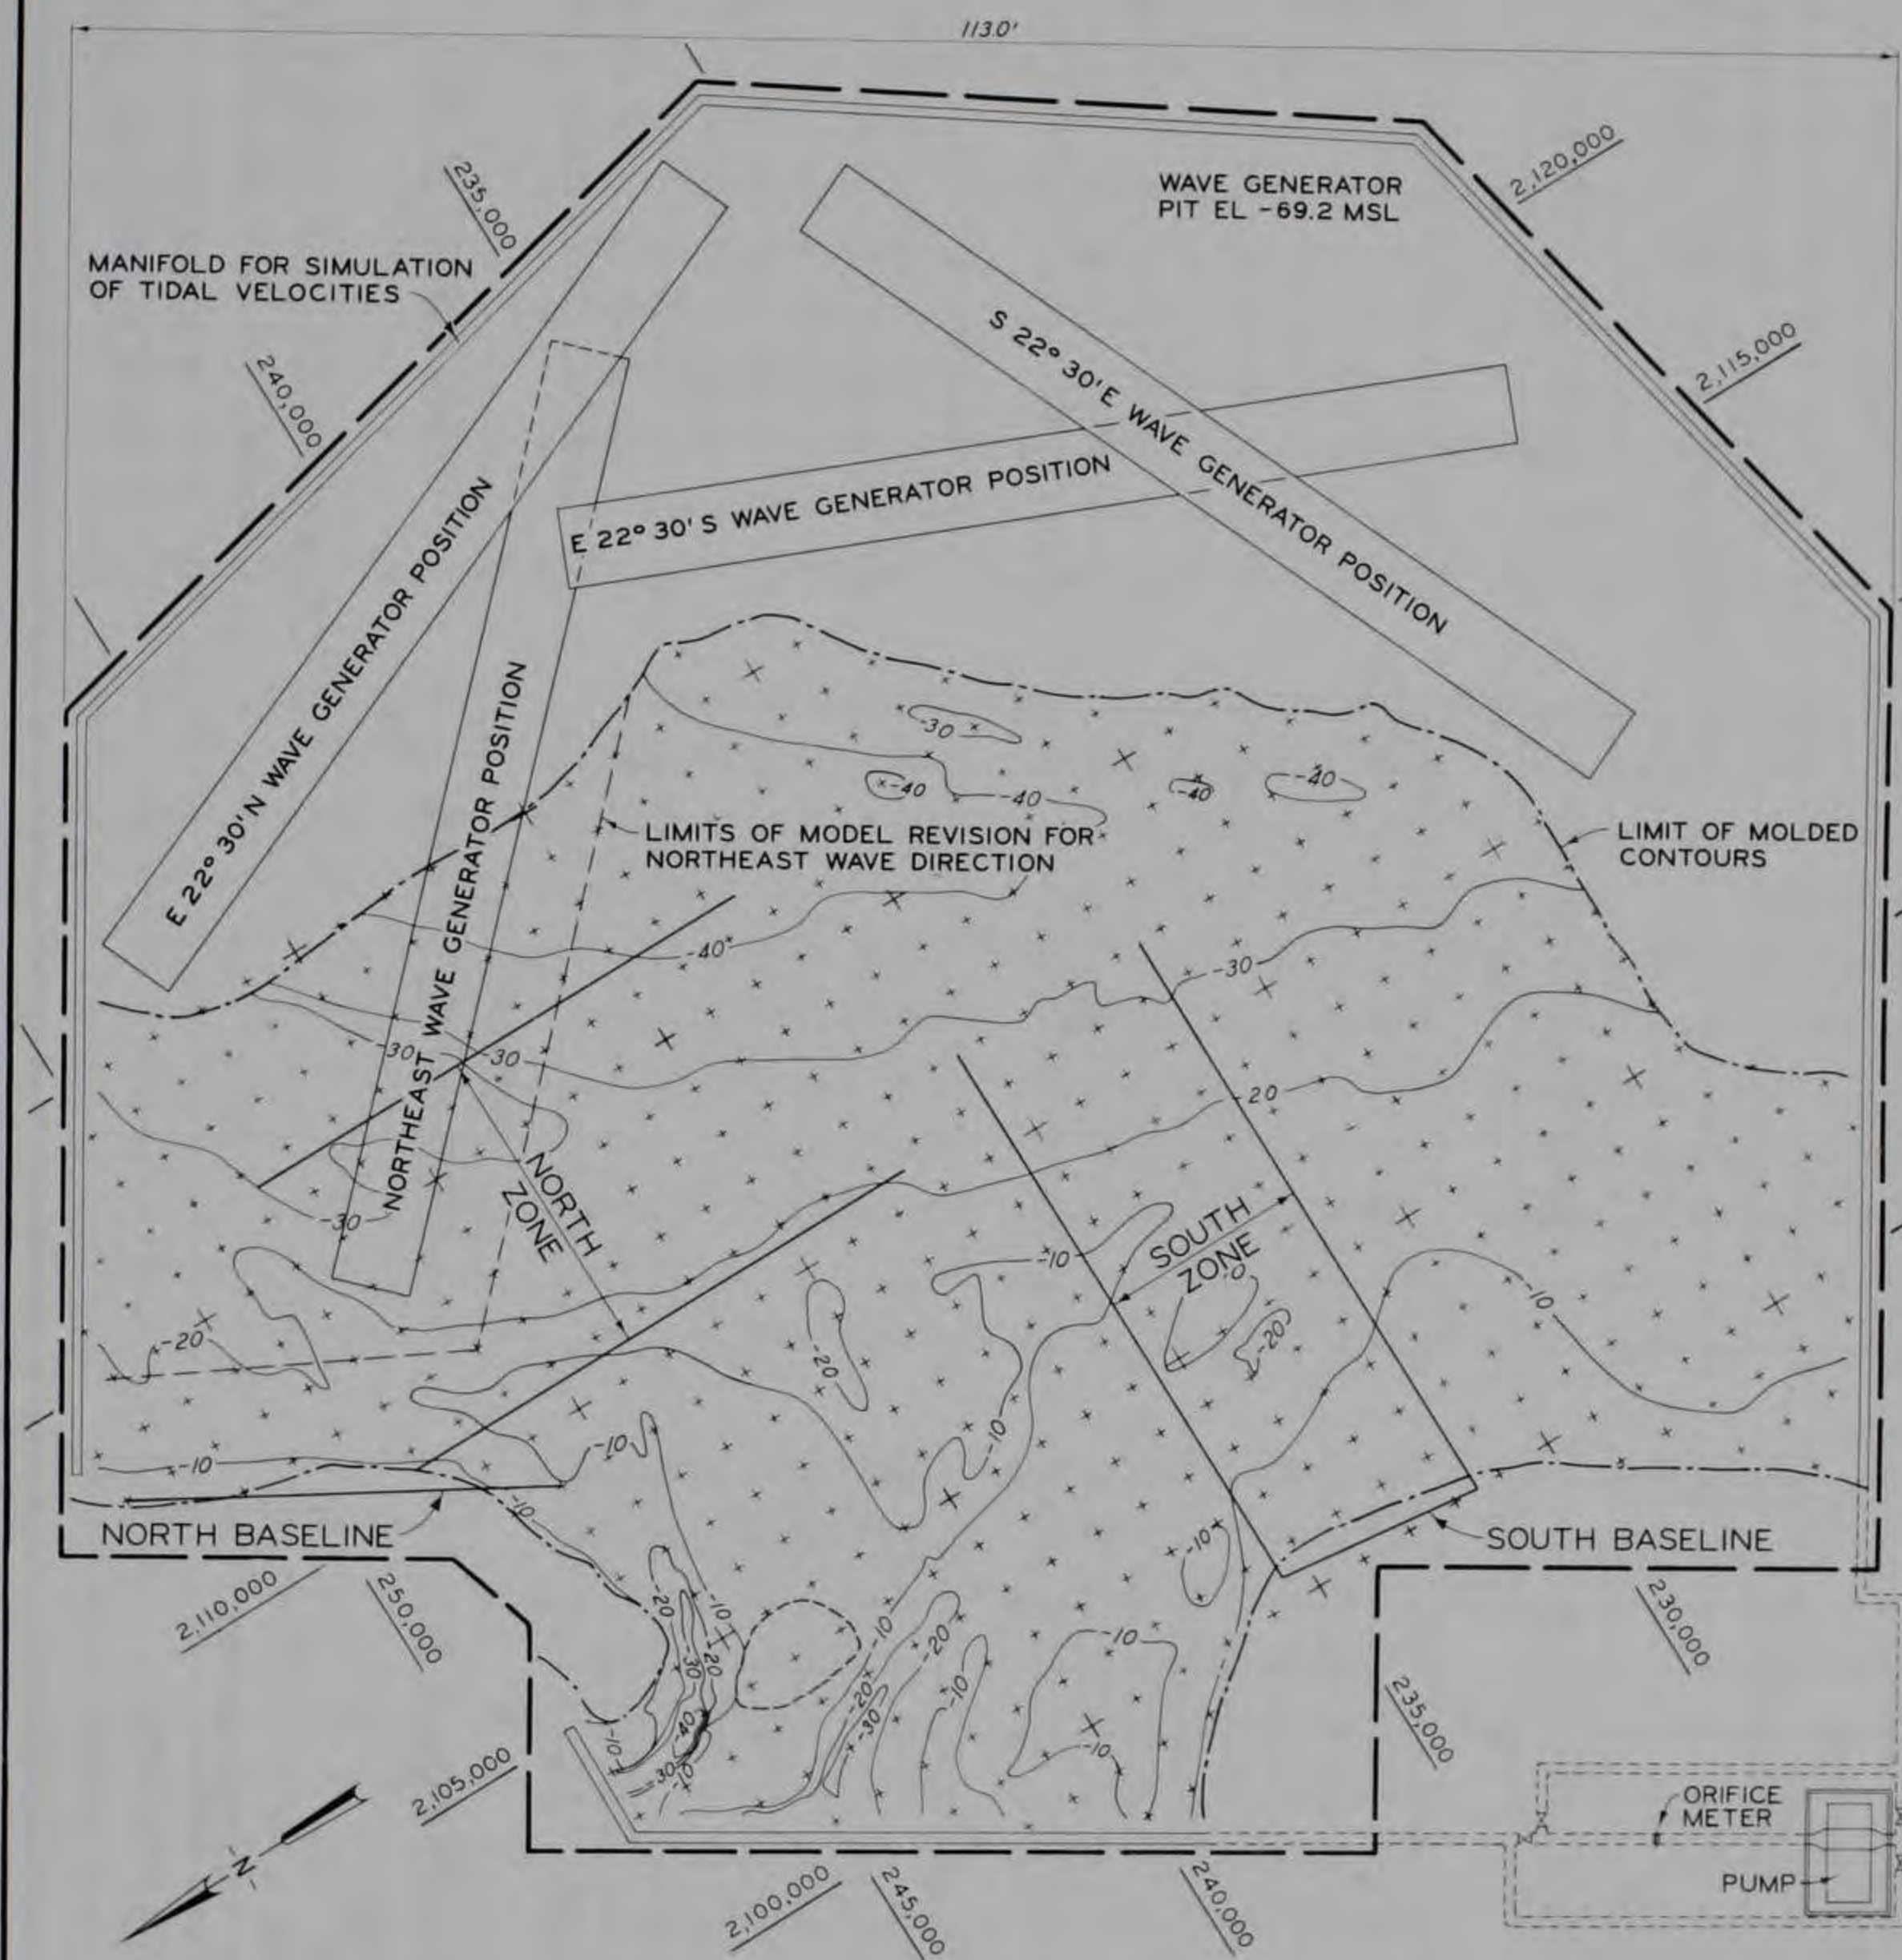 113.0'
2,120,000
WAVE GENERATOR
PIT EL -69.2 MSL
235,000
MANIFOLD FOR SIMULATION
OF TIDAL VELOCITIES
S 22° 30' E WAVE GENERATOR POSITION
2,115,000
240,000
E 22° 30' S WAVE GENERATOR POSITION
E 22° 30' N WAVE GENERATOR POSITION
NORTHEAST WAVE GENERATOR POSITION
-30
-40
-40
-40
-40
LIMITS OF MODEL REVISION FOR
NORTHEAST WAVE DIRECTION
LIMIT OF MOLDED
CONTOURS
-40
-30
-30
-30
-20
NORTH
ZONE
-30
SOUTH
ZONE
-10
-10
-20
-20
-20
-10
-10
-10
-10
-10
NORTH BASELINE
SOUTH BASELINE
-10
2,110,000
250,000
230,000
-20
-10
-10
-20
-10
-30
-20
-20
-10
-30
-40
-10
-10
-30
-10
235,000
2,105,000
ORIFICE
METER
N
PUMP
2,100,000
245,000
240,000